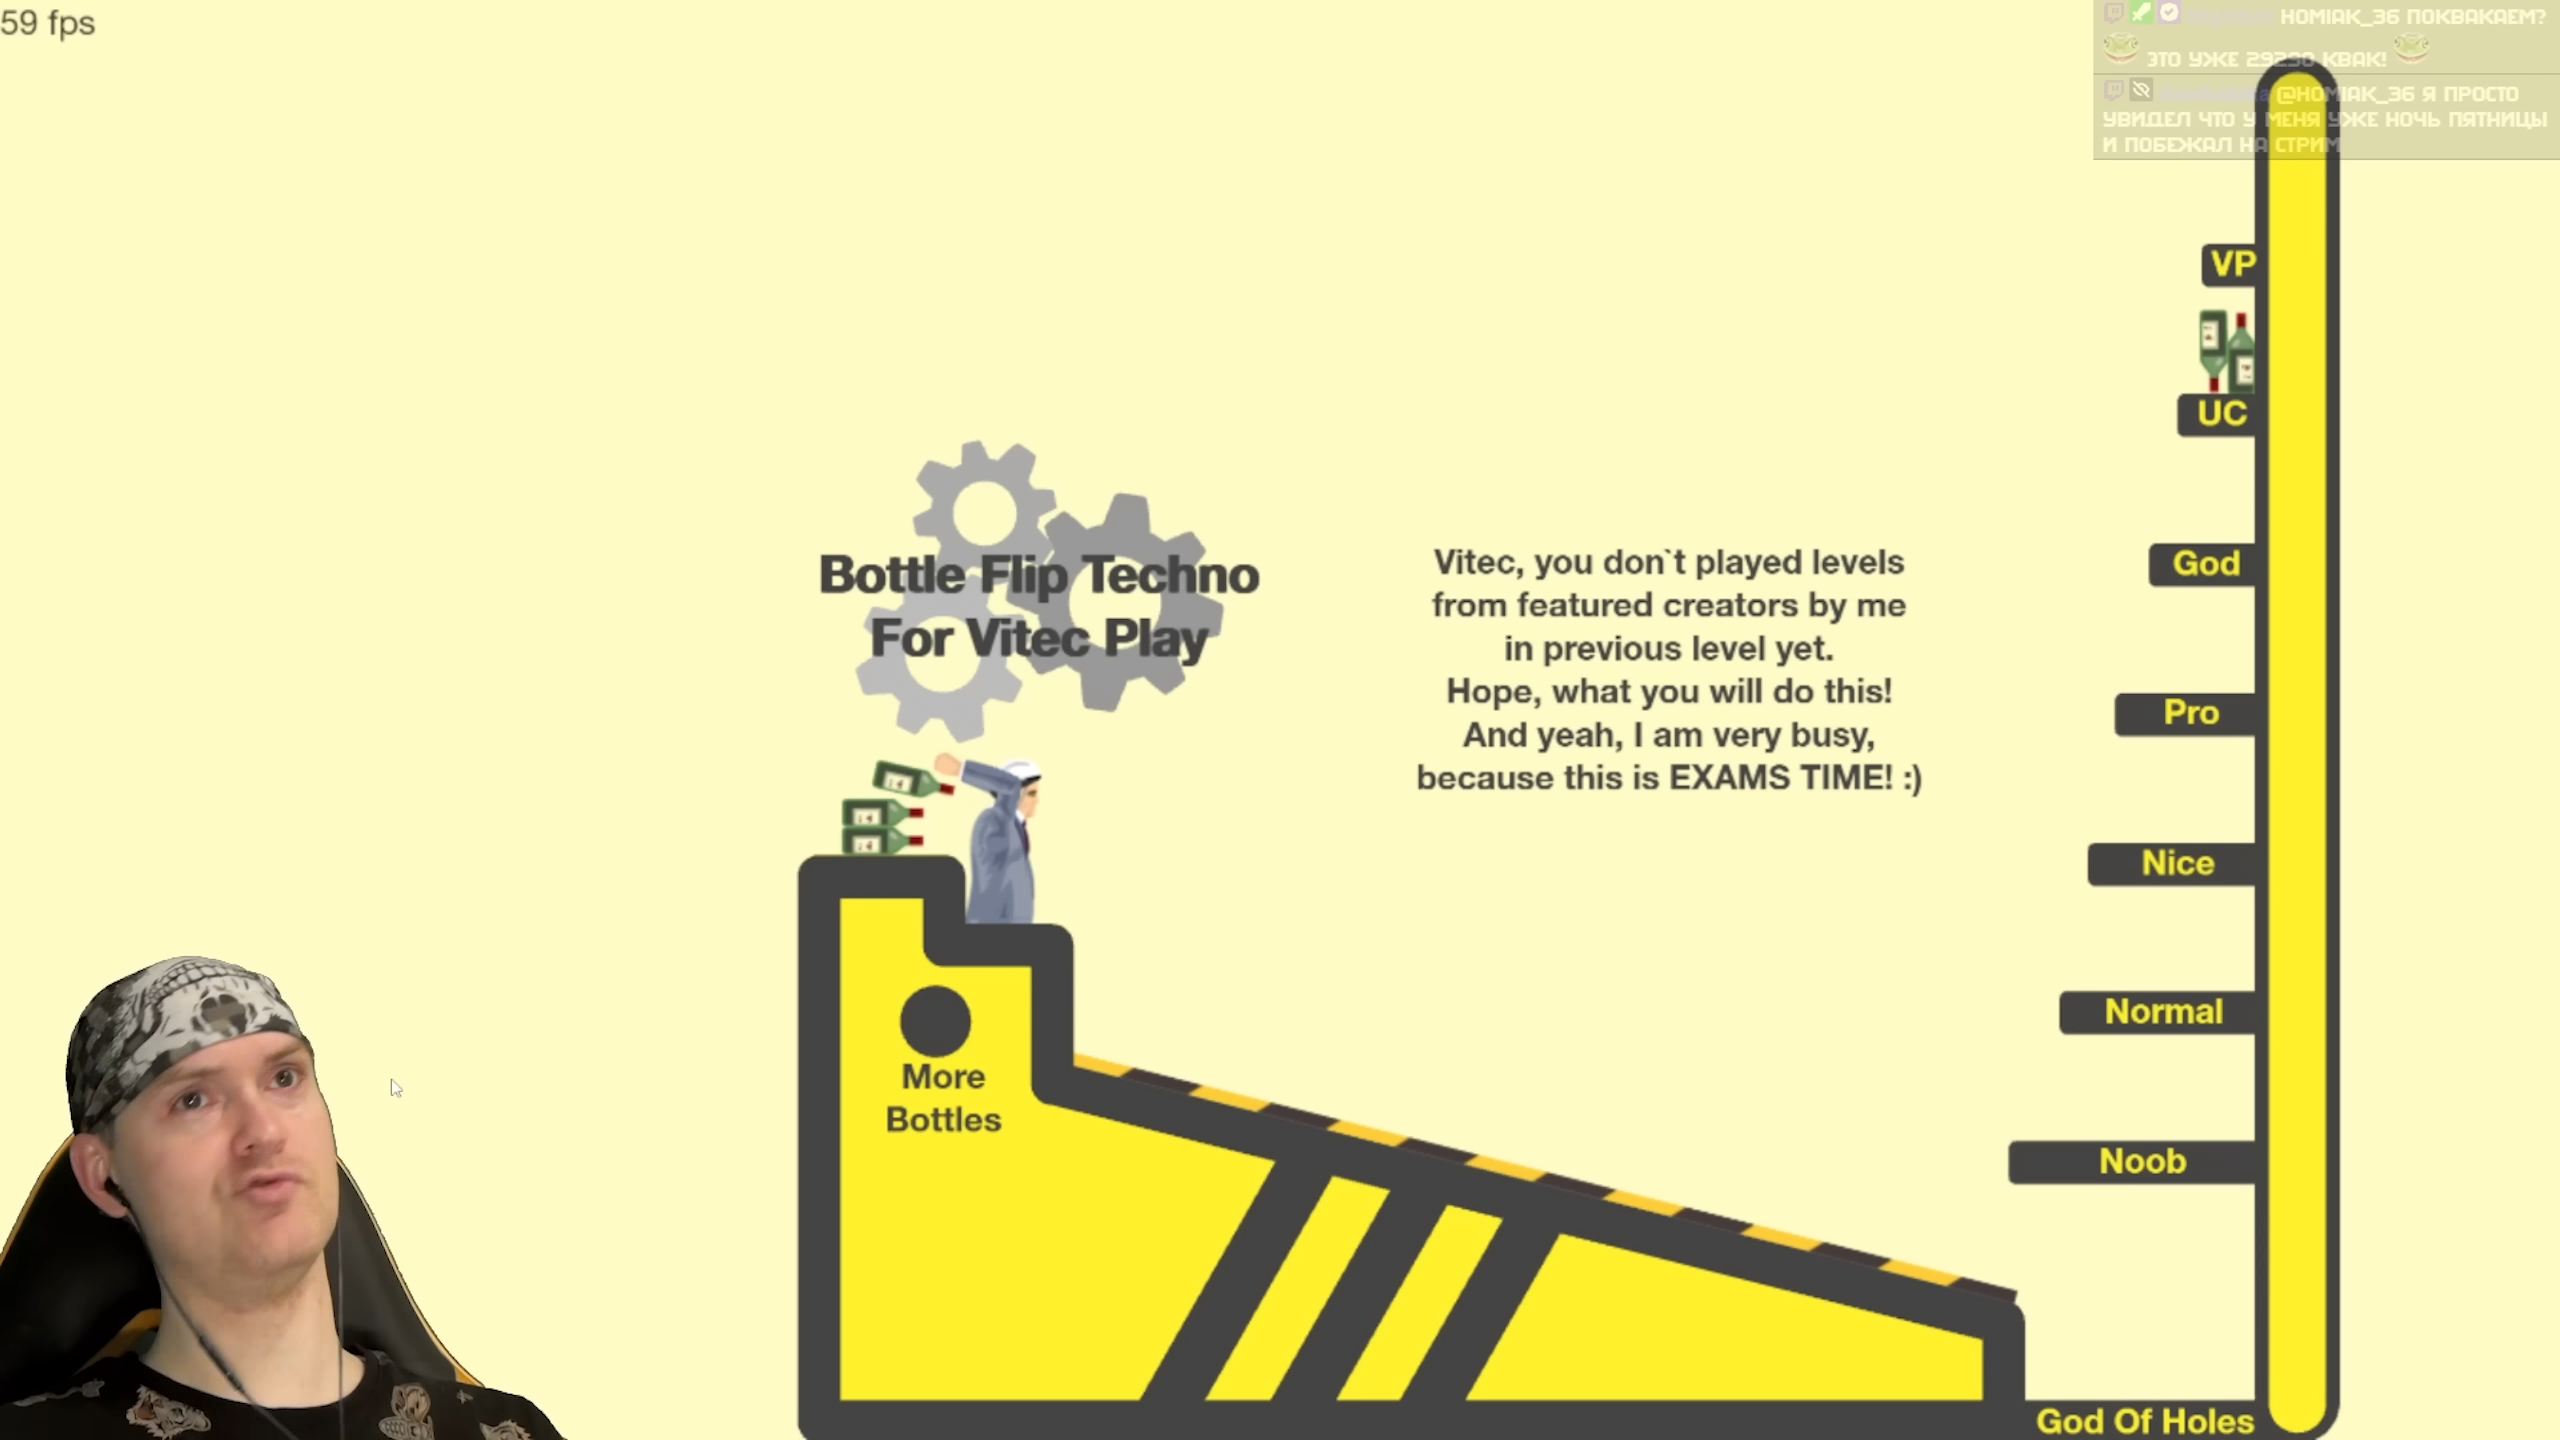 59 fps
HOMIAK_36 ПОКВАКАЕМ?
ЭТО УЖЕ 29290 КВАК!
@HOMIAK_36 Я ПРОСТО
УВИДЕЛ ЧТО У МЕНЯ УЖЕ НОЧЬ ПЯТНИЦЫ
И ПОБЕЖАЛ НА СТРИМ
VP
UC
God
Pro
Nice
Normal
Noob
God Of Holes
Bottle Flip Techno
For Vitec Play
Vitec, you don`t played levels
from featured creators by me
in previous level yet.
Hope, what you will do this!
And yeah, I am very busy,
because this is EXAMS TIME! :)
More
Bottles